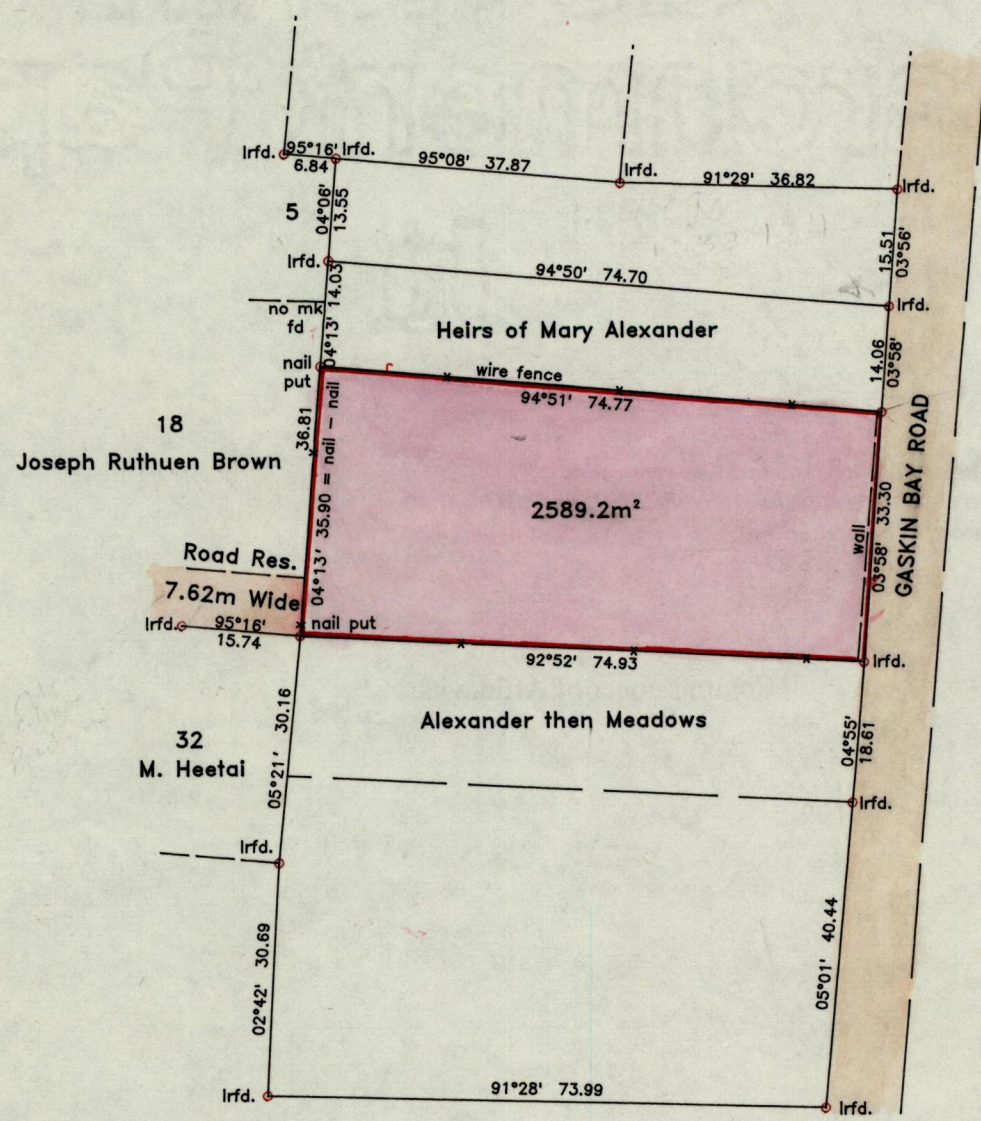 Irfd.
95°16'
6.84
Irfd.
95°08' 37.87
Irfd.
91°29' 36.82
Irfd.
5
04°06'
13.55
15.51
03°56'
Irfd.
94°50' 74.70
Irfd.
no mk
fd
04°13' 14.03
Heirs of Mary Alexander
14.06
03°58'
nail
put
wire fence
94°51' 74.77
18
Joseph Ruthuen Brown
36.81
04°13' 35.90 = nail - nail
2589.2m²
wall
03°58' 33.30
GASKIN BAY ROAD
Road Res.
7.62m Wide
Irfd.
95°16'
15.74
nail put
92°52' 74.93
Irfd.
32
M. Heetai
05°21' 30.16
Alexander then Meadows
04°55'
18.61
Irfd.
Irfd.
02°42' 30.69
05°01' 40.44
Irfd.
91°28' 73.99
Irfd.